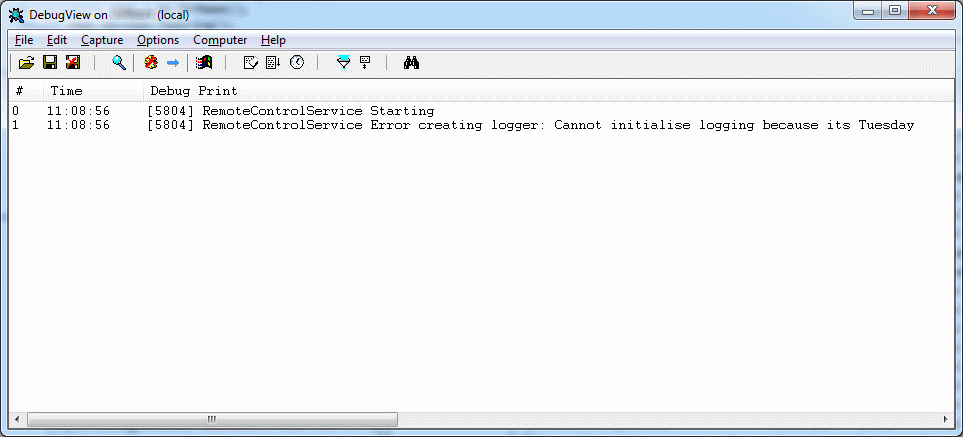 DebugView on (local)
File Edit Capture Options Computer Help
# Time Debug Print
0 11:08:56 [5804] RemoteControlService Starting
1 11:08:56 [5804] RemoteControlService Error creating logger: Cannot initialise logging because its Tuesday